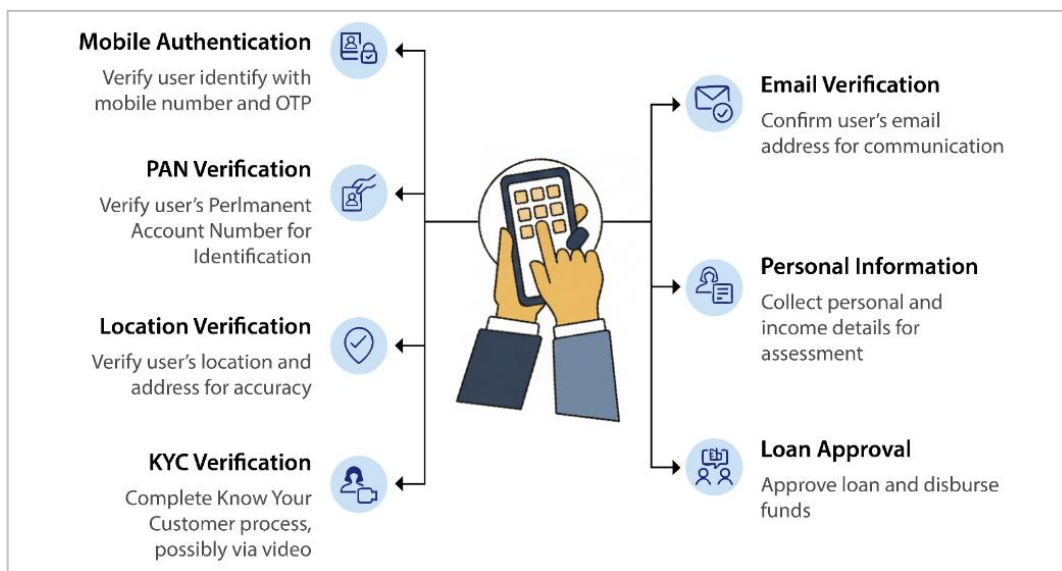 Mobile Authentication
Verify user identify with
mobile number and OTP
PAN Verification
Verify user's Perlmanent
Account Number for
Identification
Location Verification
Verify user's location and
address for accuracy
KYC Verification
Complete Know Your
Customer process,
possibly via video
Email Verification
Confirm user's email
address for communication
Personal Information
Collect personal and
income details for
assessment
Loan Approval
Approve loan and disburse
funds